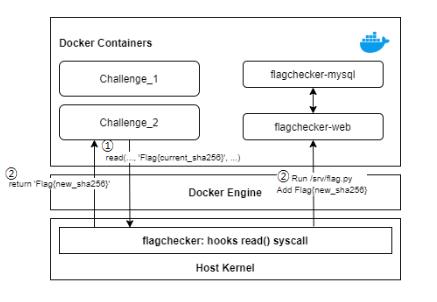 Docker Containers
Challenge_1
flagchecker-mysql
Challenge_2
flagchecker-web
①
read(..., 'Flag{current_sha256}', ...)
②
return 'Flag{new_sha256}'
② Run /srv/flag.py
Add Flag{new_sha256}
Docker Engine
flagchecker: hooks read() syscall
Host Kernel